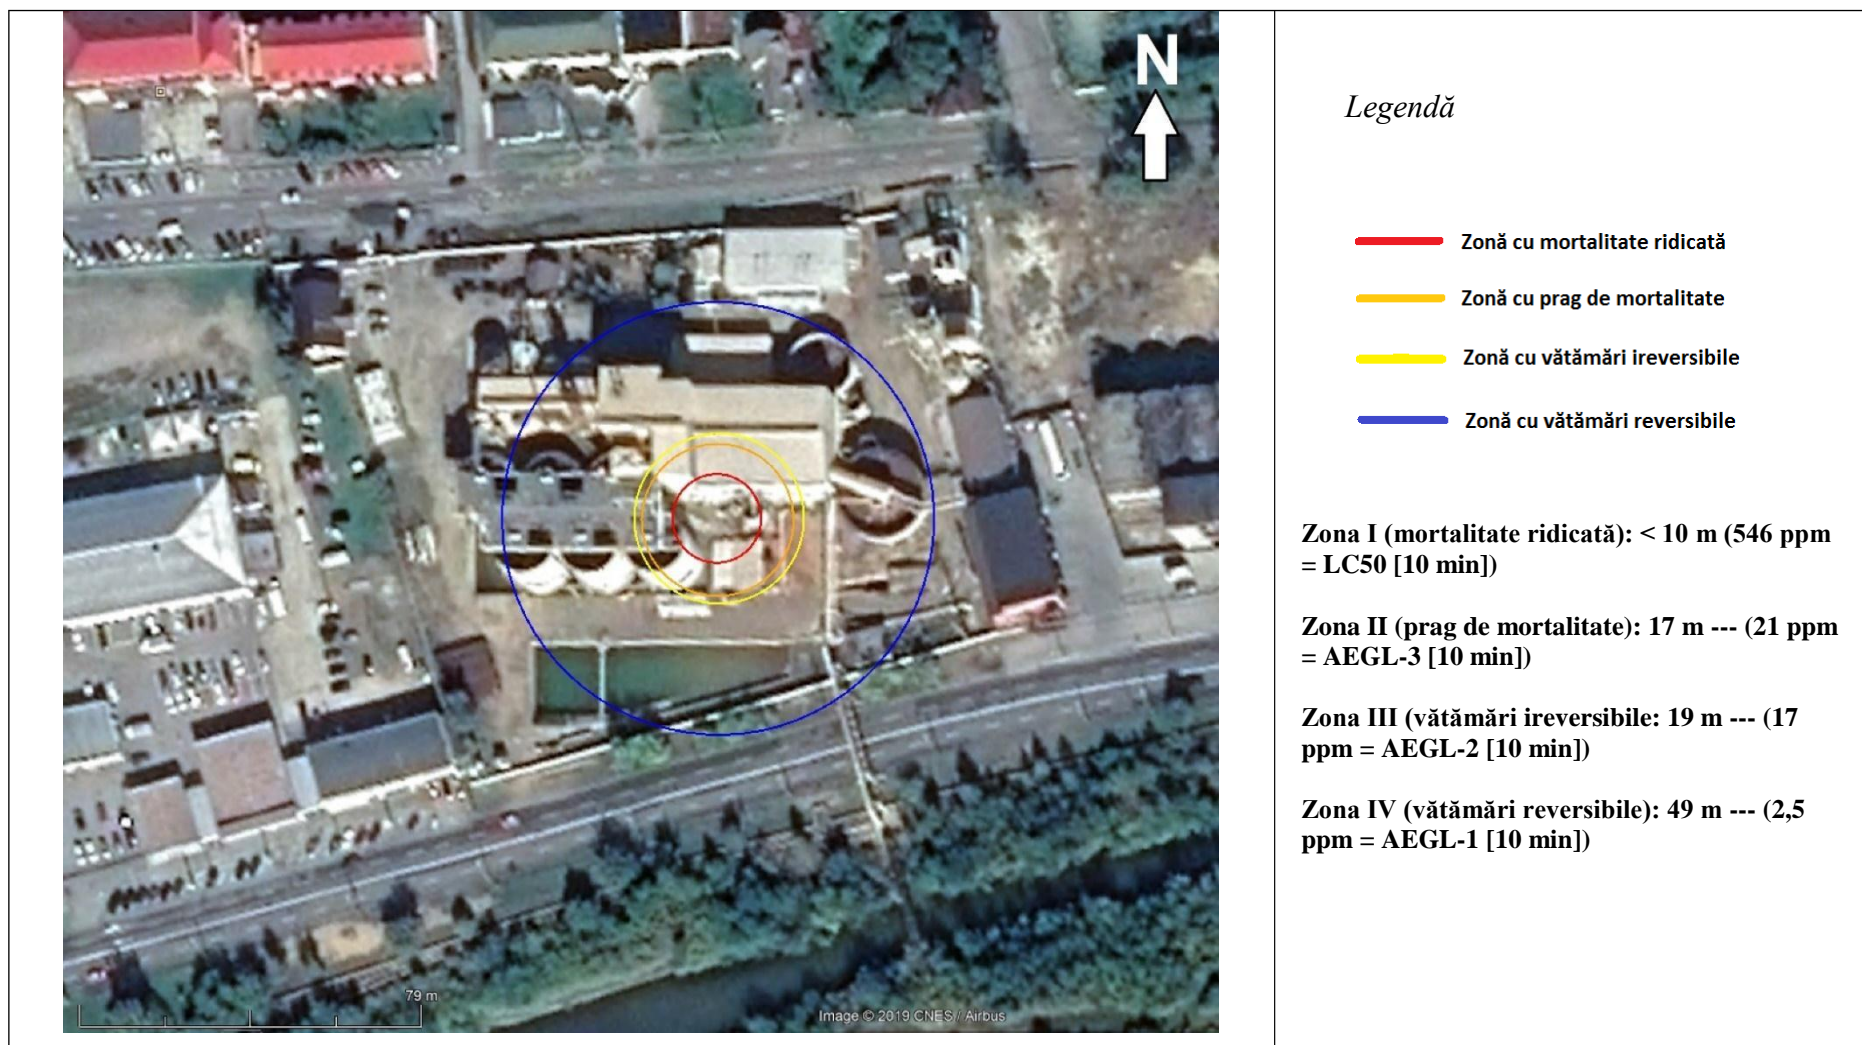 N
Legendă
Zonă cu mortalitate ridicată
Zonă cu prag de mortalitate
Zonă cu vătămări ireversibile
Zonă cu vătămări reversibile
Zona I (mortalitate ridicată): < 10 m (546 ppm
= LC50 [10 min])
Zona II (prag de mortalitate): 17 m --- (21 ppm
= AEGL-3 [10 min])
Zona III (vătămări ireversibile: 19 m --- (17
ppm = AEGL-2 [10 min])
Zona IV (vătămări reversibile): 49 m --- (2,5
ppm = AEGL-1 [10 min])
79 m
Image © 2019 CNES / Airbus